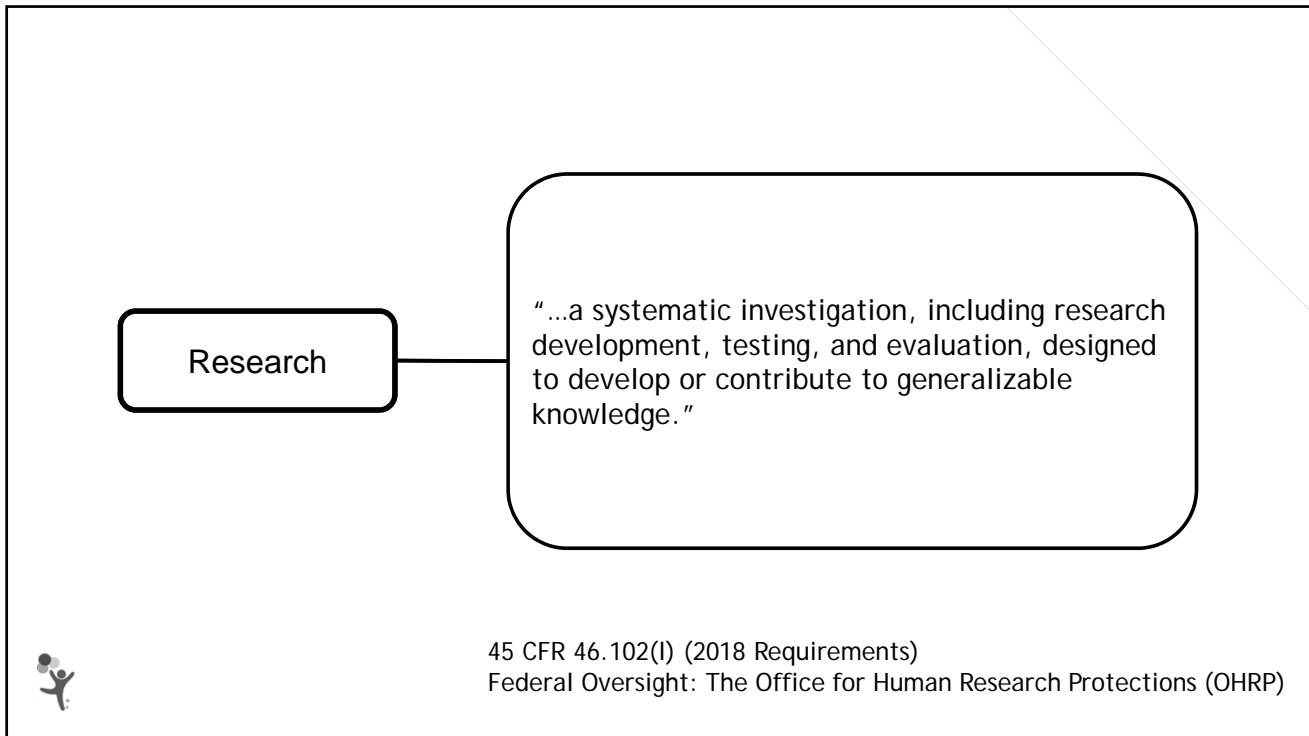 Research
"…a systematic investigation, including research
development, testing, and evaluation, designed
to develop or contribute to generalizable
knowledge."
45 CFR 46.102(l) (2018 Requirements)
Federal Oversight: The Office for Human Research Protections (OHRP)